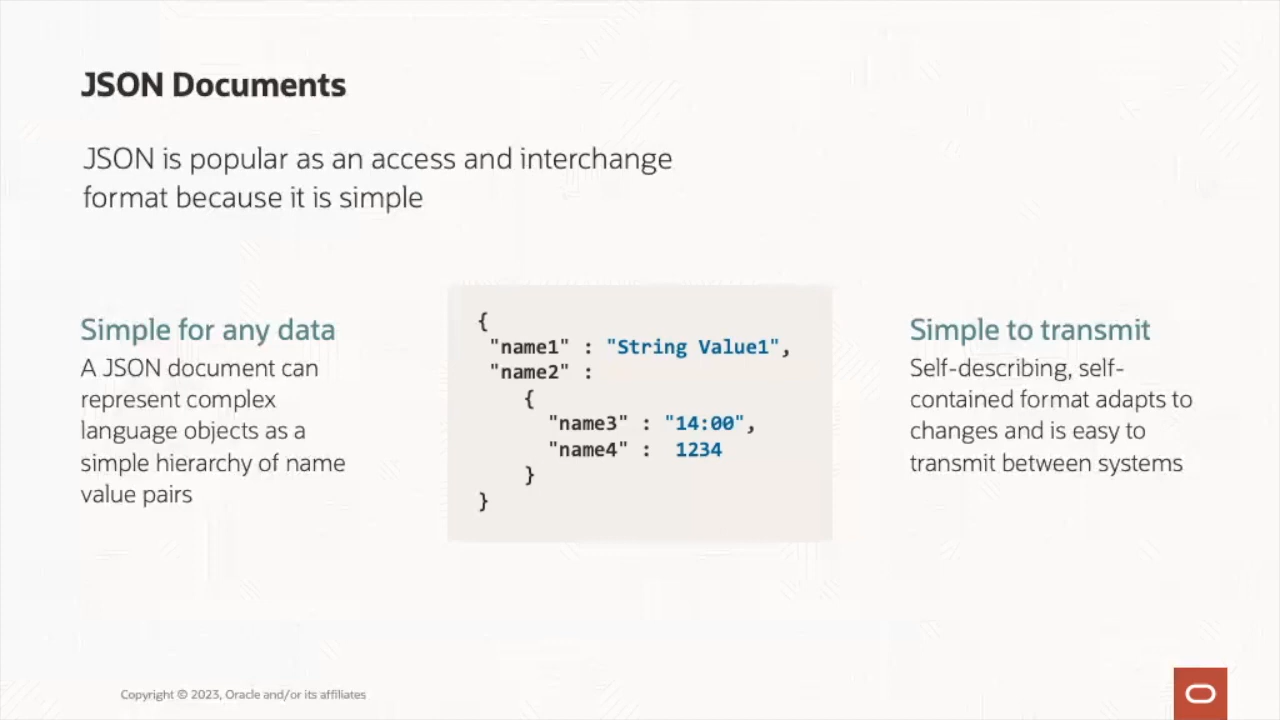 JSON Documents
JSON is popular as an access and interchange
format because it is simple
Simple for any data
A JSON document can
represent complex
language objects as a
simple hierarchy of name
value pairs
{
"name1" : "String Value1",
"name2" :
{
"name3" : "14:00",
"name4" : 1234
}
}
Simple to transmit
Self-describing, self-
contained format adapts to
changes and is easy to
transmit between systems
Copyright © 2023, Oracle and/or its affiliates